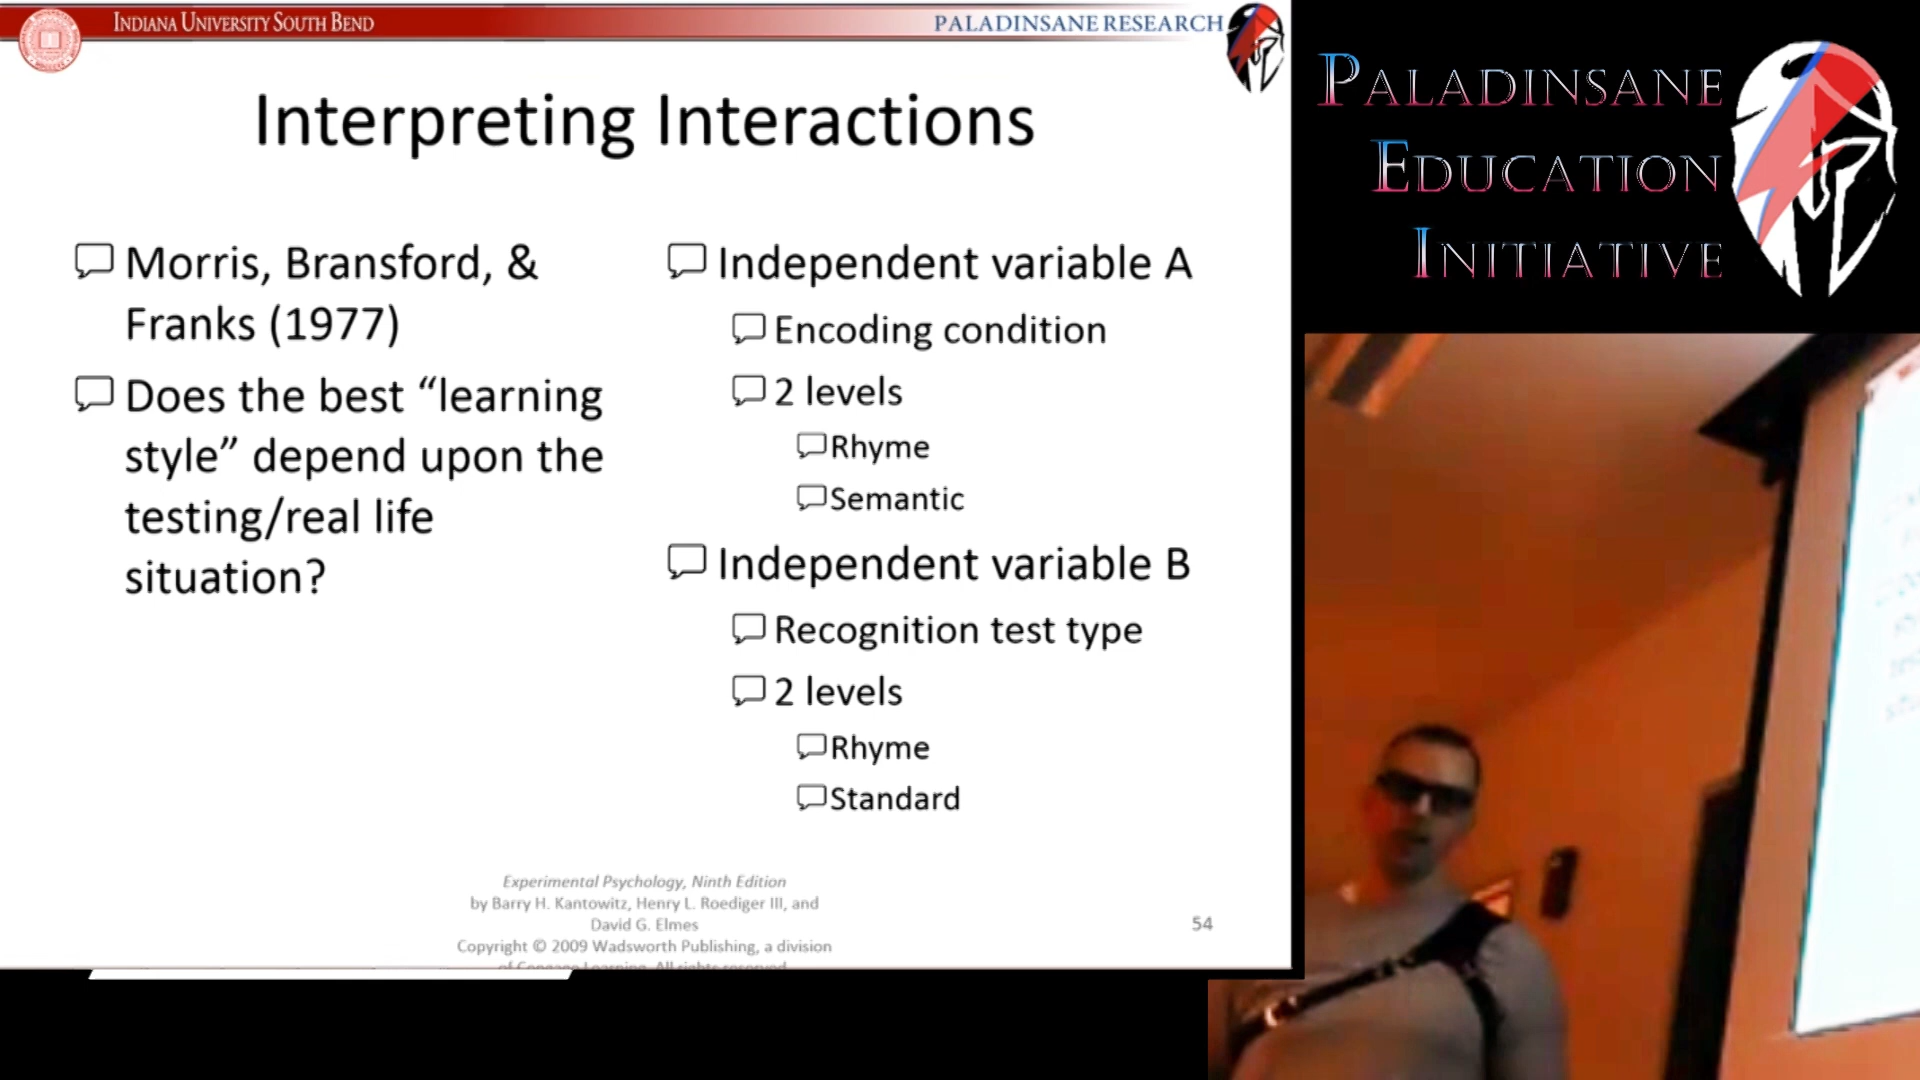 INDIANA UNIVERSITY SOUTH BEND
PALADINSANE RESEARCH
Interpreting Interactions
Morris, Bransford, &
Franks (1977)
Does the best “learning
style” depend upon the
testing/real life
situation?
Independent variable A
Encoding condition
2 levels
Rhyme
Semantic
Independent variable B
Recognition test type
2 levels
Rhyme
Standard
Experimental Psychology, Ninth Edition
by Barry H. Kantowitz, Henry L. Roediger III, and
David G. Elmes
Copyright © 2009 Wadsworth Publishing, a division
of Cengage Learning. All rights reserved.
54
PALADINSANE
EDUCATION
INITIATIVE